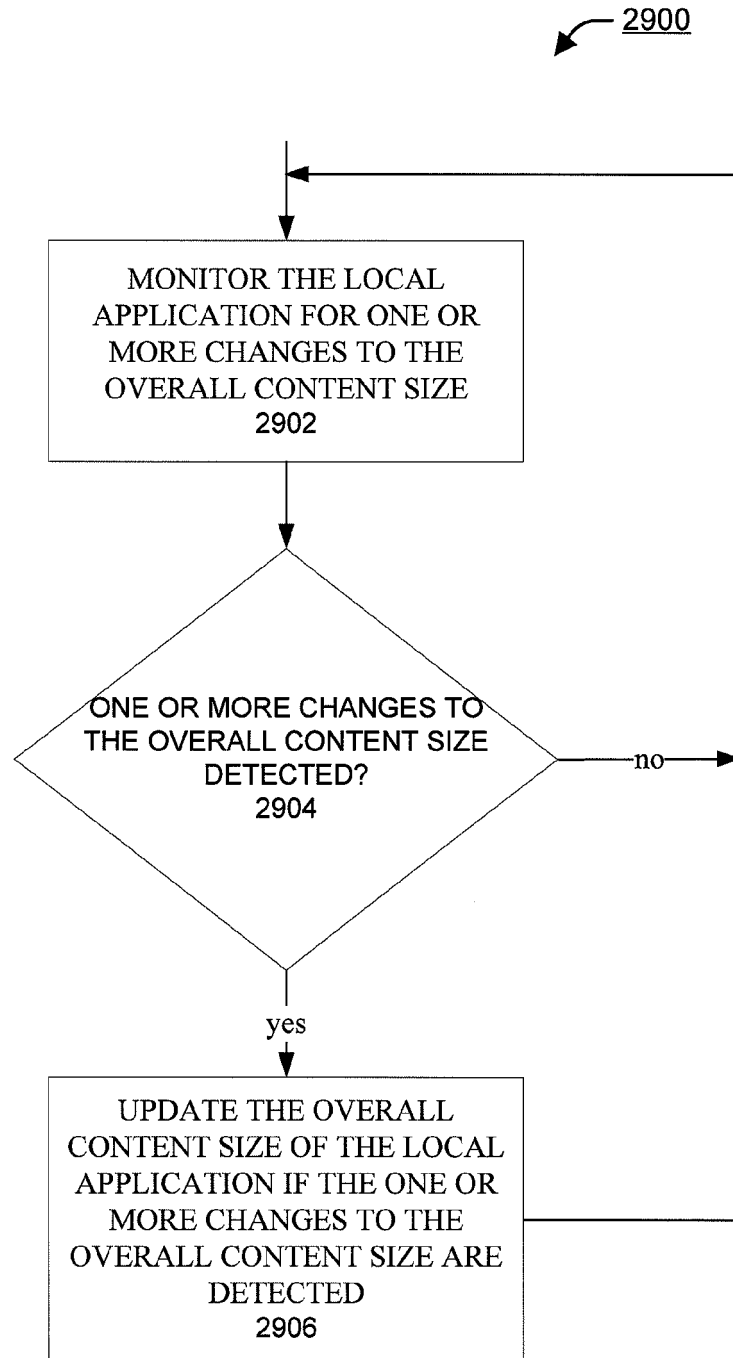 2900
MONITOR THE LOCAL
APPLICATION FOR ONE OR
MORE CHANGES TO THE
OVERALL CONTENT SIZE
2902
ONE OR MORE CHANGES TO
THE OVERALL CONTENT SIZE
DETECTED?
2904
no
yes
UPDATE THE OVERALL
CONTENT SIZE OF THE LOCAL
APPLICATION IF THE ONE OR
MORE CHANGES TO THE
OVERALL CONTENT SIZE ARE
DETECTED
2906